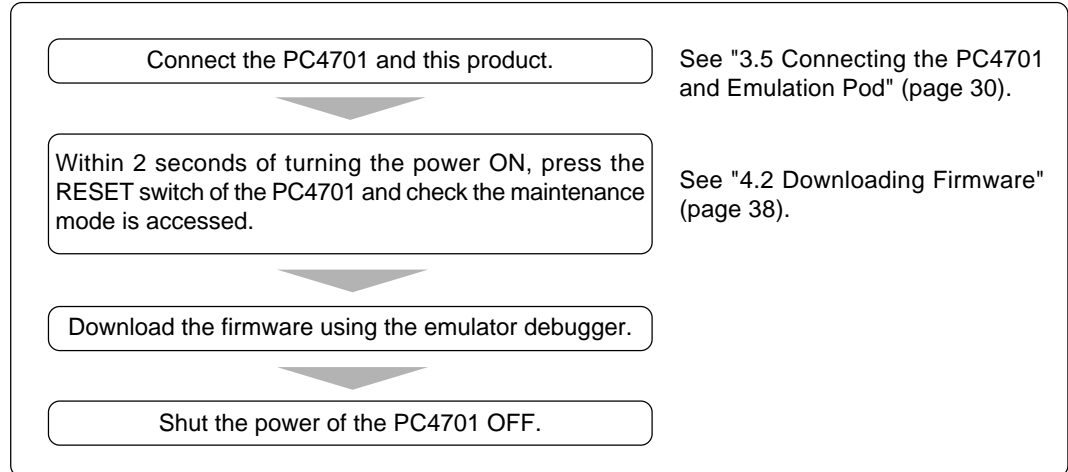 Connect the PC4701 and this product.
See "3.5 Connecting the PC4701
and Emulation Pod" (page 30).
Within 2 seconds of turning the power ON, press the
RESET switch of the PC4701 and check the maintenance
mode is accessed.
See "4.2 Downloading Firmware"
(page 38).
Download the firmware using the emulator debugger.
Shut the power of the PC4701 OFF.